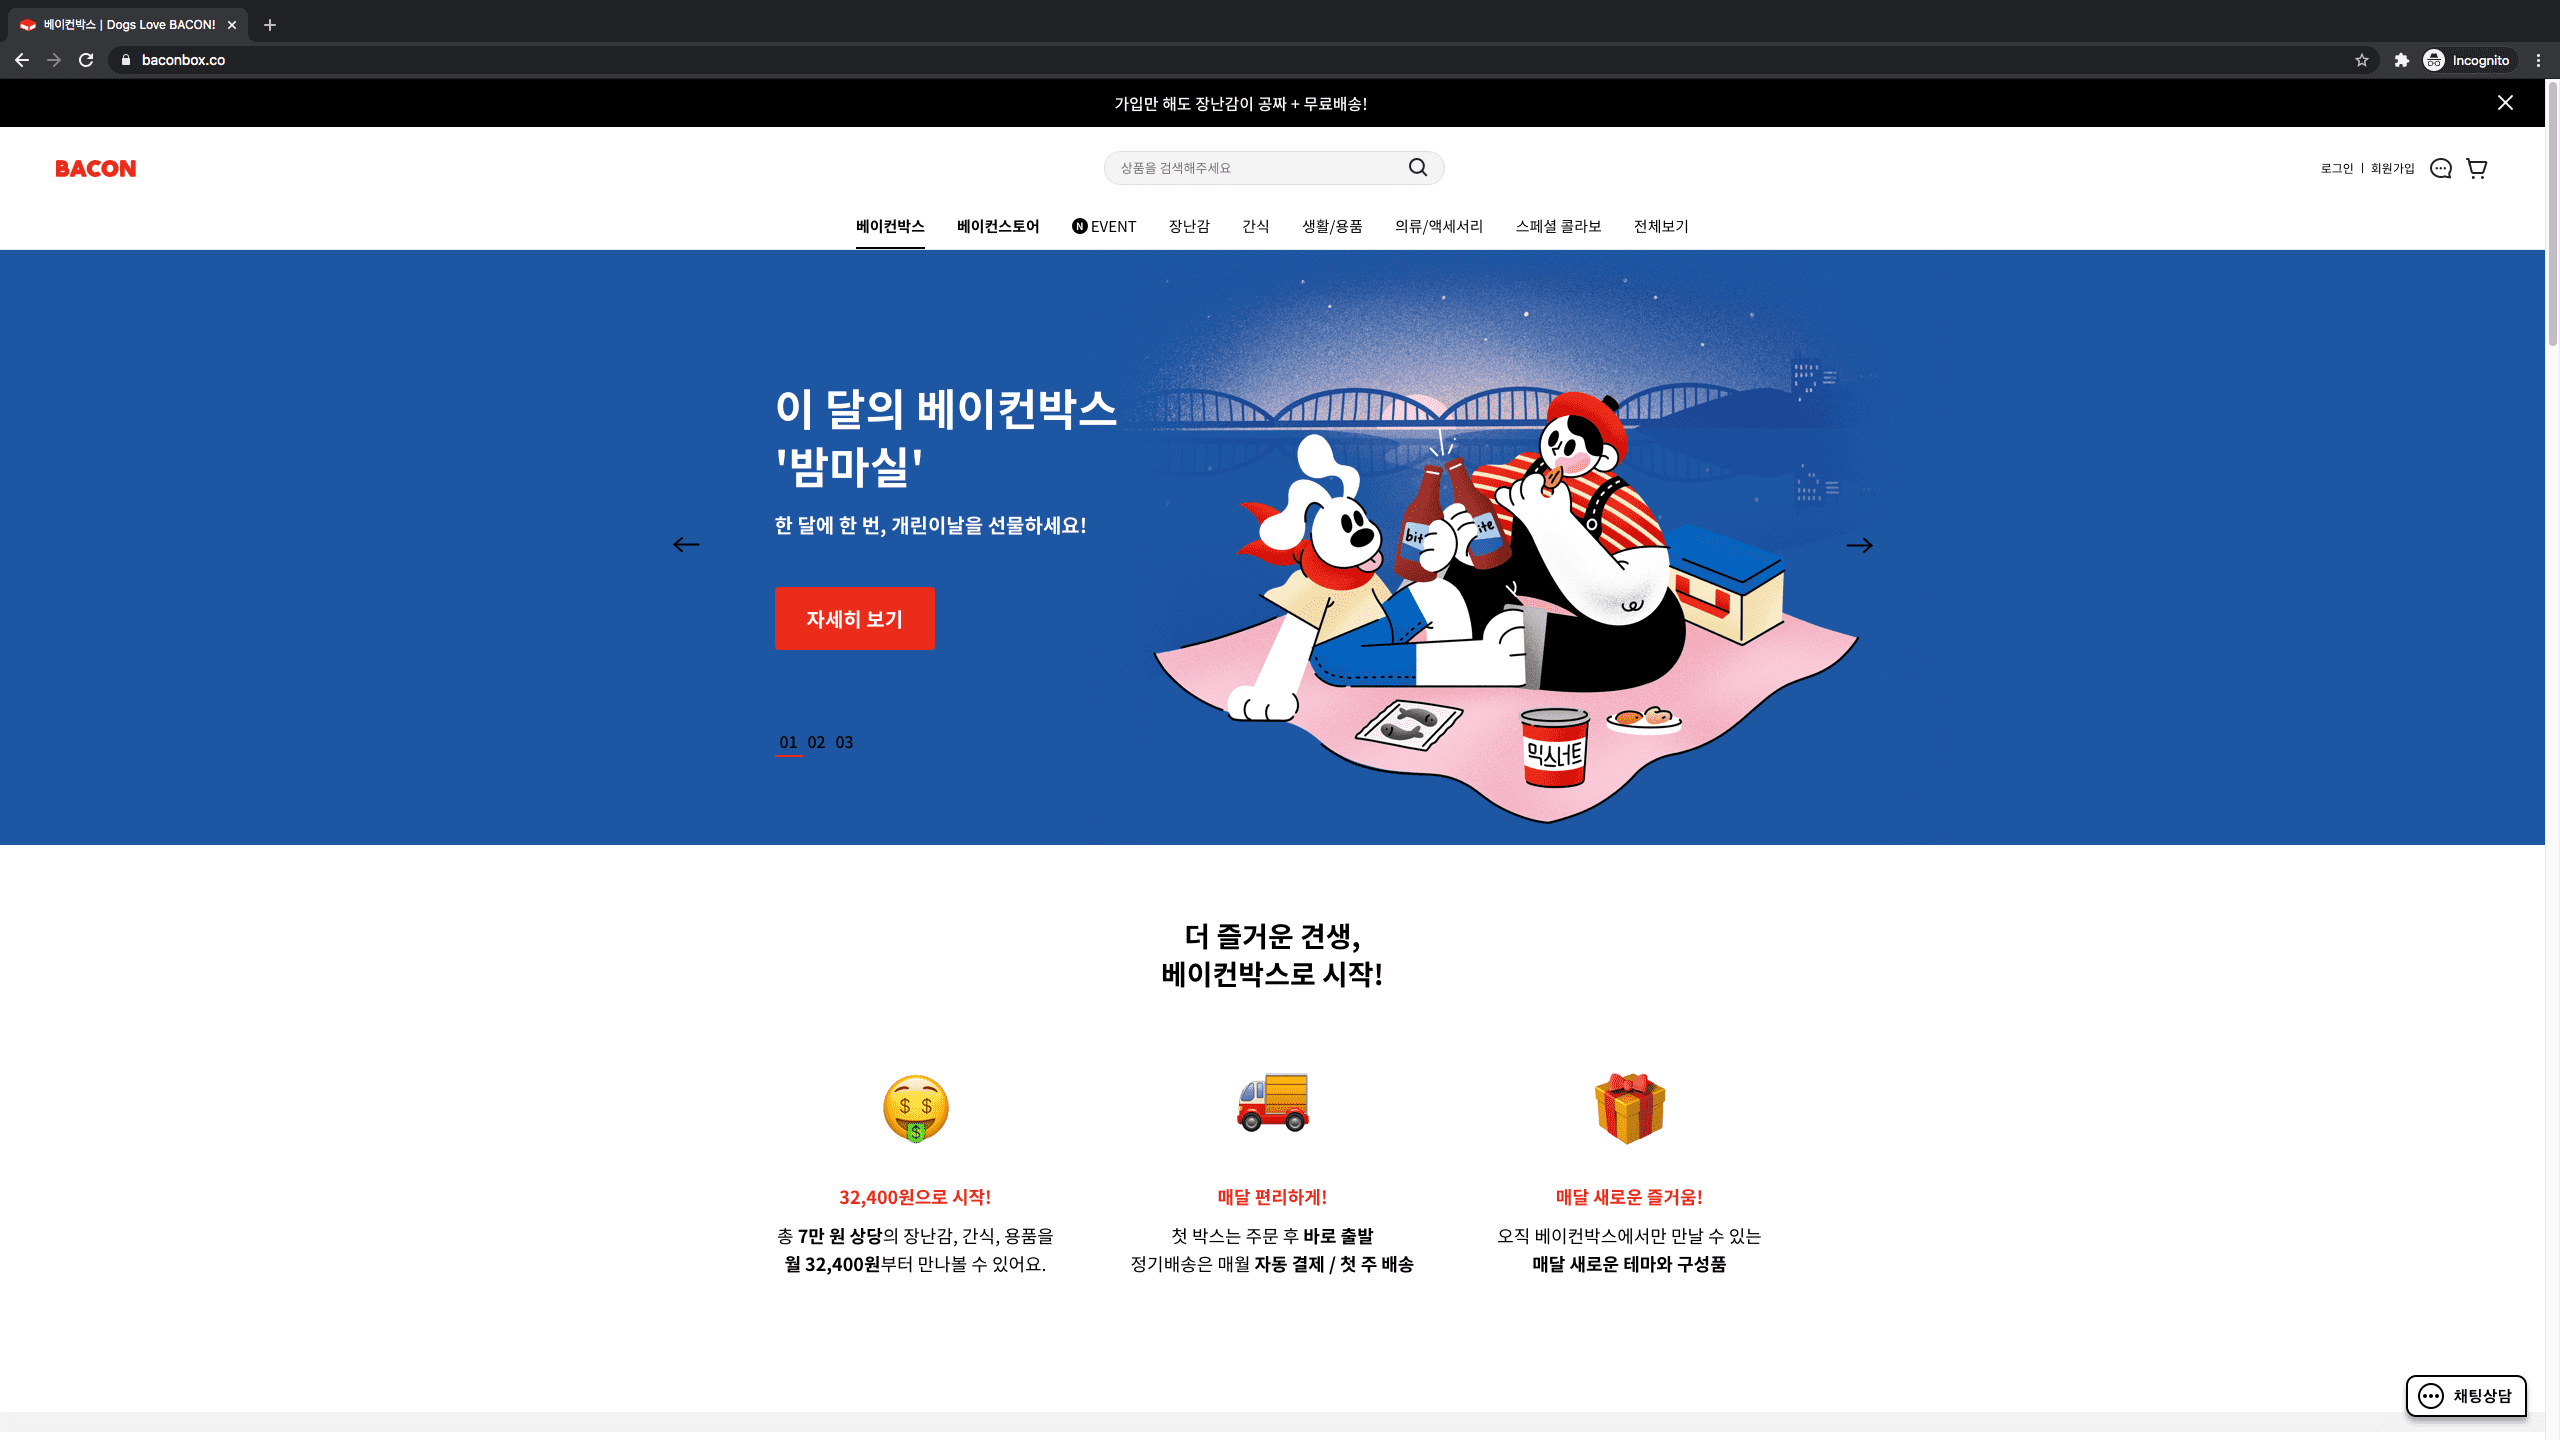 베이컨박스 | Dogs Love BACON!
baconbox.co
Incognito
가입만 해도 장난감이 공짜 + 무료배송!
BACON
상품을 검색해주세요
로그인 | 회원가입
베이컨박스 베이컨스토어 N EVENT 장난감 간식 생활/용품 의류/액세서리 스페셜 콜라보 전체보기
이 달의 베이컨박스
'밤마실'
한 달에 한 번, 개린이날을 선물하세요!
자세히 보기
01 02 03
bit
ite
믹스너트
더 즐거운 견생,
베이컨박스로 시작!
32,400원으로 시작!
총 7만 원 상당의 장난감, 간식, 용품을
월 32,400원부터 만나볼 수 있어요.
매달 편리하게!
첫 박스는 주문 후 바로 출발
정기배송은 매월 자동 결제 / 첫 주 배송
매달 새로운 즐거움!
오직 베이컨박스에서만 만날 수 있는
매달 새로운 테마와 구성품
채팅상담